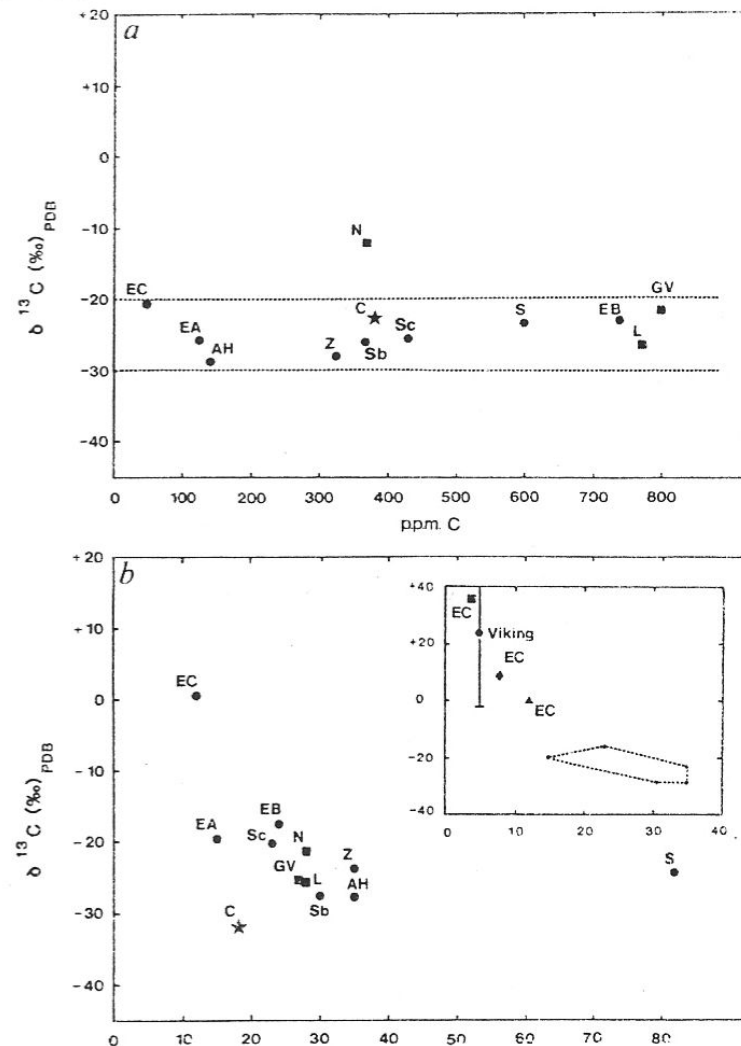 a
+20
+10
0
-10
-20
-30
-40
δ ¹³C (‰) PDB
N
EC
EA
AH
Z
C
Sb
Sc
S
EB
L
GV
0 100 200 300 400 500 600 700 800
p.p.m. C
b
+20
+10
0
-10
-20
-30
-40
δ ¹³C (‰) PDB
EC
EA
Sc
EB
N
GV
L
Sb
Z
AH
C
S
+40
+20
0
-20
-40
EC
Viking
EC
EC
0 10 20 30 40
0 10 20 30 40 50 60 70 80